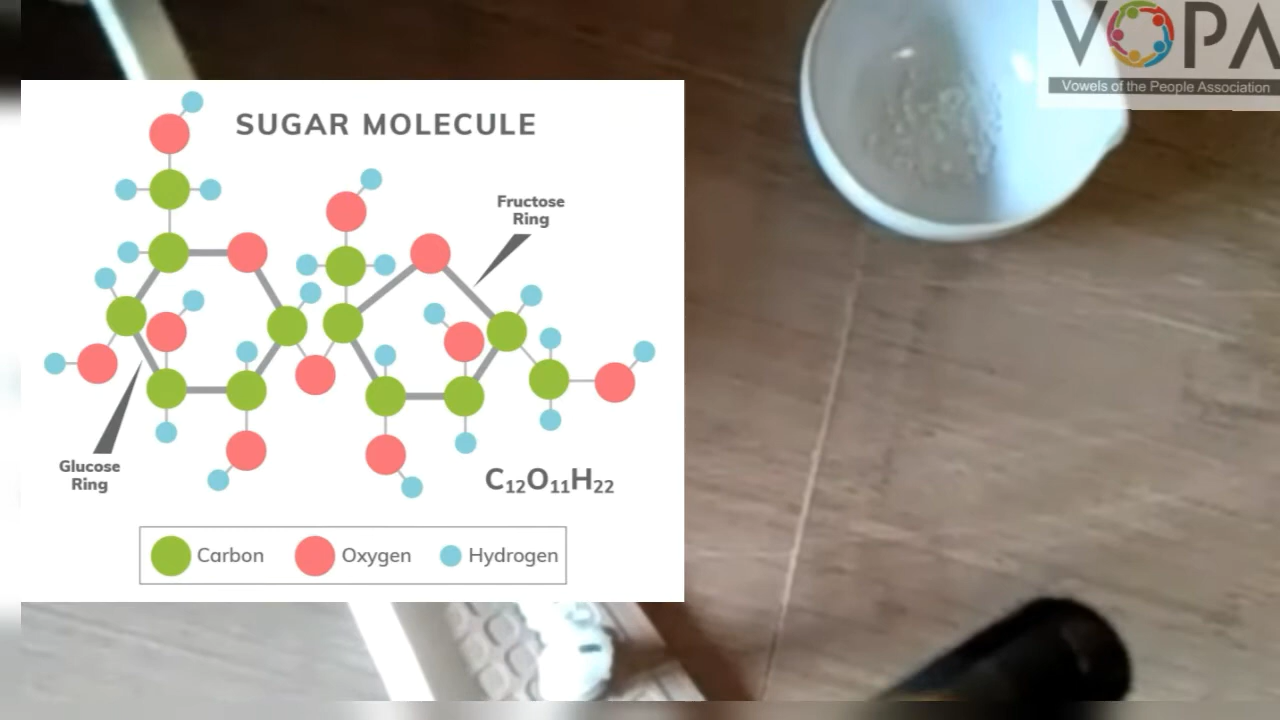 VOPA
Vowels of the People Association
SUGAR MOLECULE
Fructose
Ring
Glucose
Ring
C₁₂O₁₁H₂₂
Carbon
Oxygen
Hydrogen